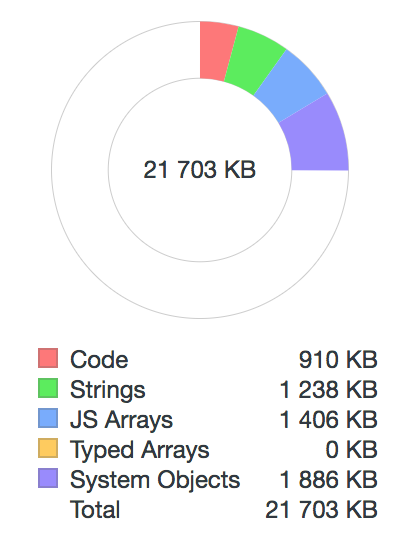 21 703 KB
Code 910 KB
Strings 1 238 KB
JS Arrays 1 406 KB
Typed Arrays 0 KB
System Objects 1 886 KB
Total 21 703 KB